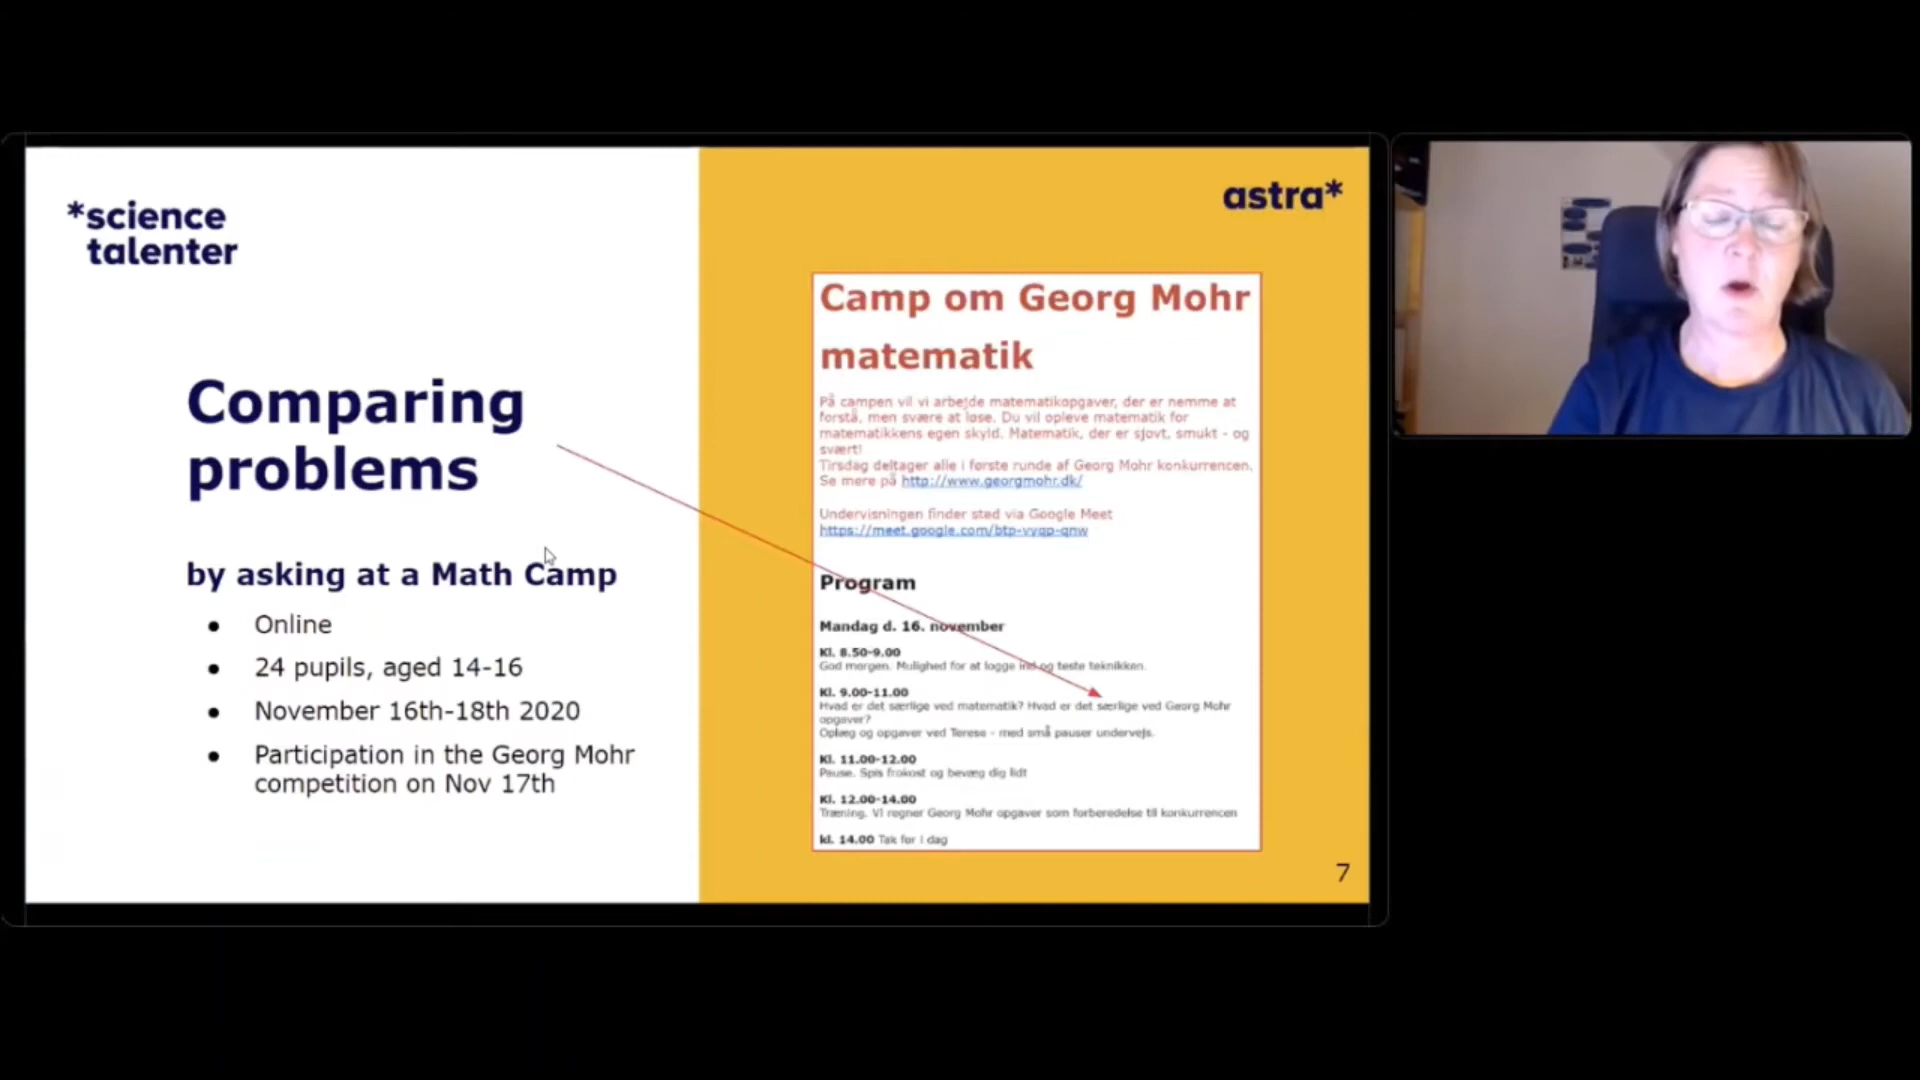 *science
talenter
astra*
Comparing
problems
by asking at a Math Camp
● Online
● 24 pupils, aged 14-16
● November 16th-18th 2020
● Participation in the Georg Mohr
competition on Nov 17th
Camp om Georg Mohr
matematik
På campen vil vi arbejde matematikopgaver, der er nemme at
forstå, men svære at løse. Du vil opleve matematik for
matematikkens egen skyld. Matematik, der er sjovt, smukt - og
svært!
Tirsdag deltager alle i første runde af Georg Mohr konkurrencen.
Se mere på http://www.georgmohr.dk/
Undervisningen finder sted via Google Meet
https://meet.google.com/btp-vyqp-qnw
Program
Mandag d. 16. november
Kl. 8.50-9.00
God morgen. Mulighed for at logge ind og teste teknikken.
Kl. 9.00-11.00
Hvad er det særlige ved matematik? Hvad er det særlige ved Georg Mohr
opgaver?
Oplæg og opgaver ved Terese - med små pauser undervejs.
Kl. 11.00-12.00
Pause. Spis frokost og bevæg dig lidt
Kl. 12.00-14.00
Træning. Vi regner Georg Mohr opgaver som forberedelse til konkurrencen
kl. 14.00 Tak for i dag
7